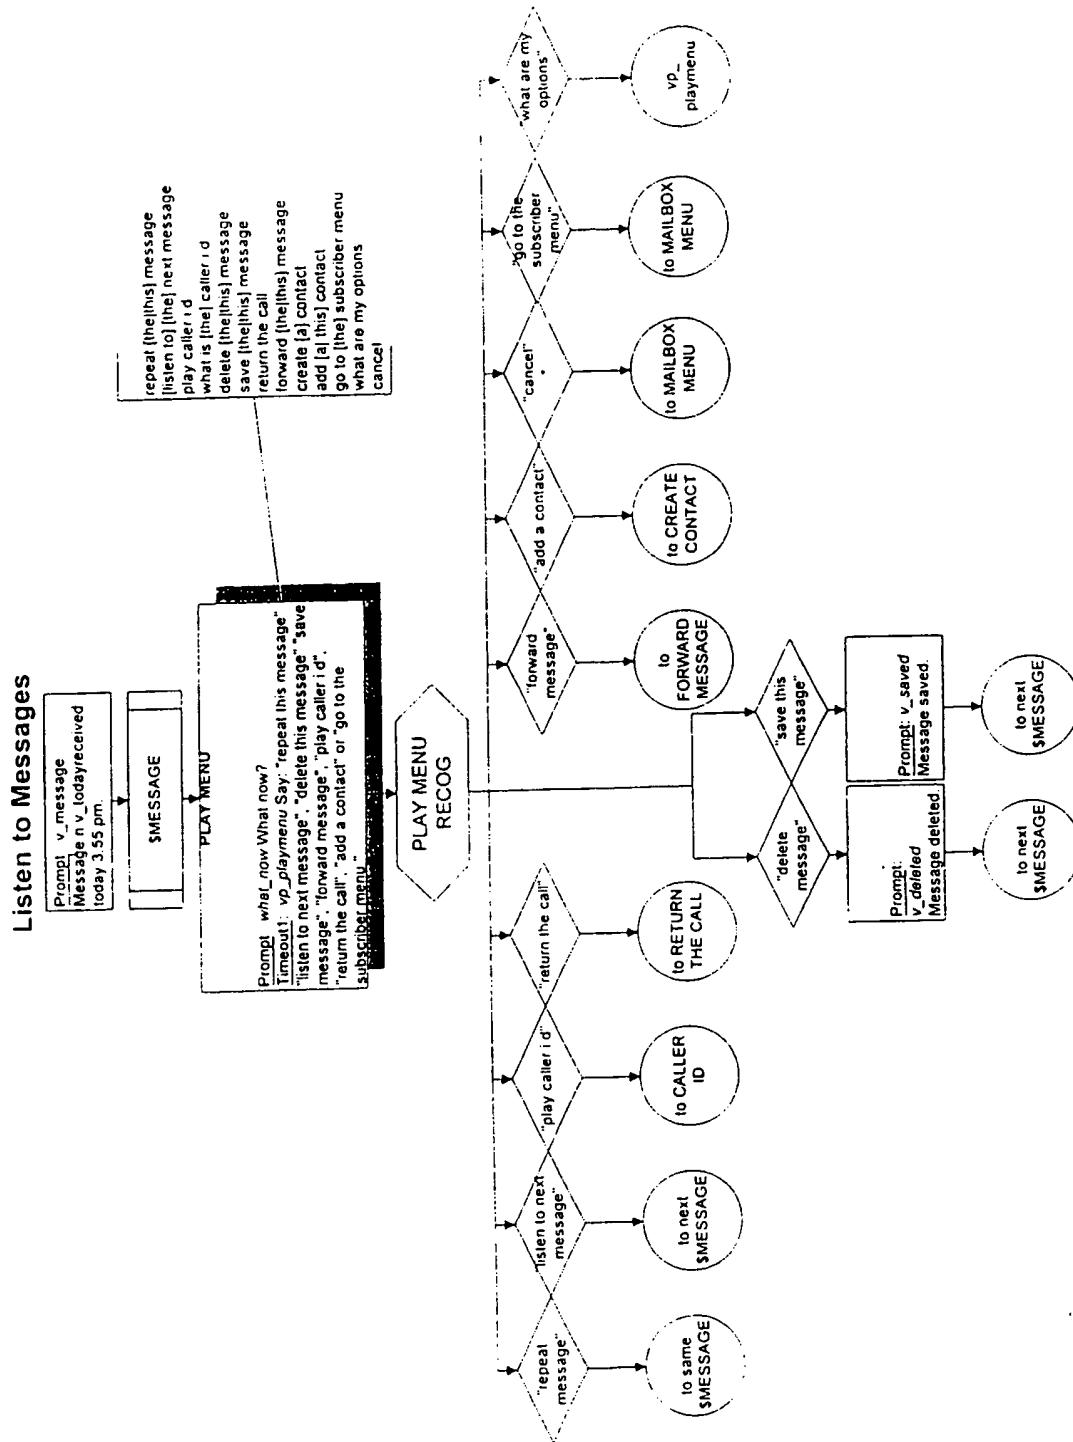 Listen to Messages
Prompt v_message
Message n v_todayreceived
today 3.55 pm.
$MESSAGE
PLAY MENU
Prompt what_now What now?
Timeout1: vp_playmenu Say: "repeat this message"
"listen to next message", "delete this message" "save
message", "forward message", "play caller i d",
"return the call", "add a contact" or "go to the
subscriber menu"
repeat [the|this] message
[listen to] [the] next message
play caller i d
what is [the] caller i d
delete [the|this] message
save [the|this] message
return the call
forward [the|this] message
create [a] contact
add [a| this] contact
go to [the] subscriber menu
what are my options
cancel
PLAY MENU
RECOG
"repeat
message"
"listen to next
message"
"play caller i d"
"return the call"
"forward
message"
"add a contact"
"cancel"
"go to the
subscriber
menu"
"what are my
options"
to same
$MESSAGE
to next
$MESSAGE
to CALLER
ID
to RETURN
THE CALL
to
FORWARD
MESSAGE
to CREATE
CONTACT
to MAILBOX
MENU
to MAILBOX
MENU
vp_
playmenu
"delete
message"
"save this
message"
Prompt:
v_deleted
Message deleted.
Prompt: v_saved
Message saved.
to next
$MESSAGE
to next
$MESSAGE